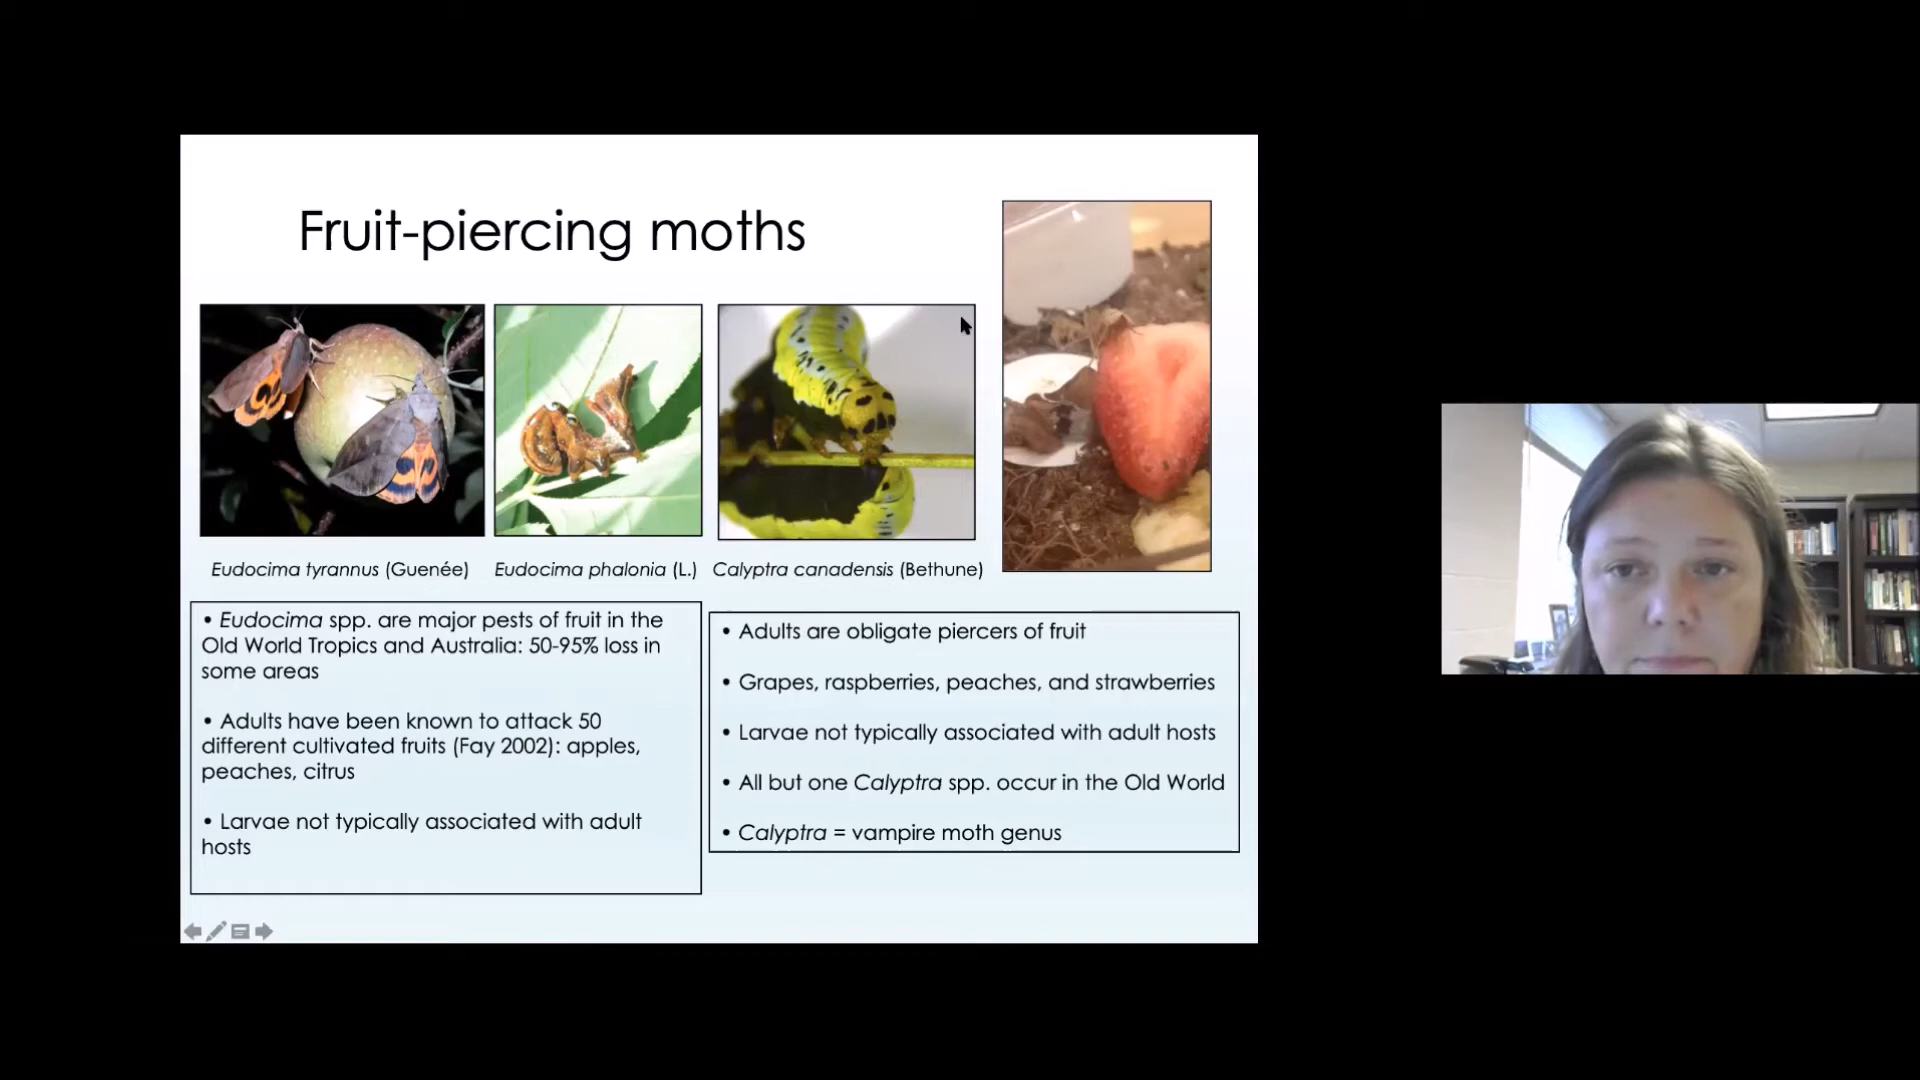 Fruit-piercing moths
Eudocima tyrannus (Guenée)
Eudocima phalonia (L.)
Calyptra canadensis (Bethune)
• Eudocima spp. are major pests of fruit in the
Old World Tropics and Australia: 50-95% loss in
some areas
• Adults have been known to attack 50
different cultivated fruits (Fay 2002): apples,
peaches, citrus
• Larvae not typically associated with adult
hosts
• Adults are obligate piercers of fruit
• Grapes, raspberries, peaches, and strawberries
• Larvae not typically associated with adult hosts
• All but one Calyptra spp. occur in the Old World
• Calyptra = vampire moth genus